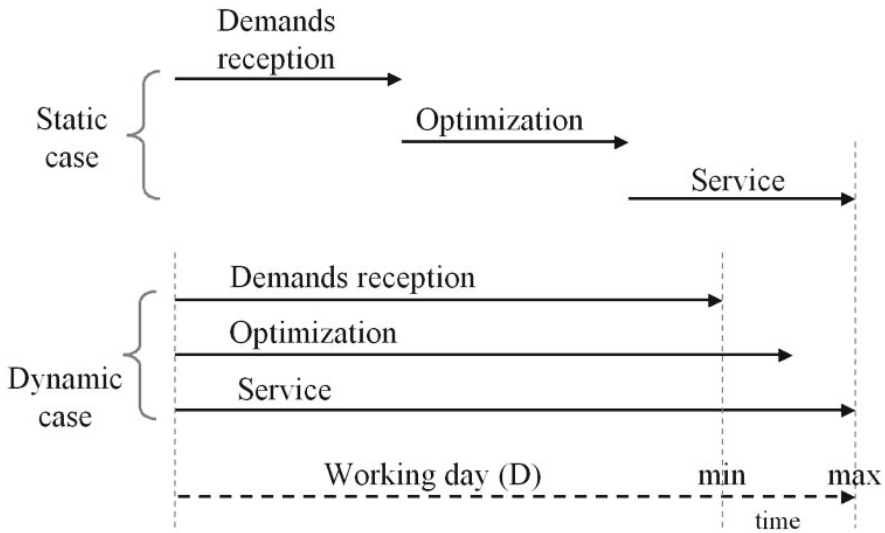 Demands
reception
Static
case
Optimization
Service
Demands reception
Optimization
Dynamic
case
Service
Working day (D)
min
max
time